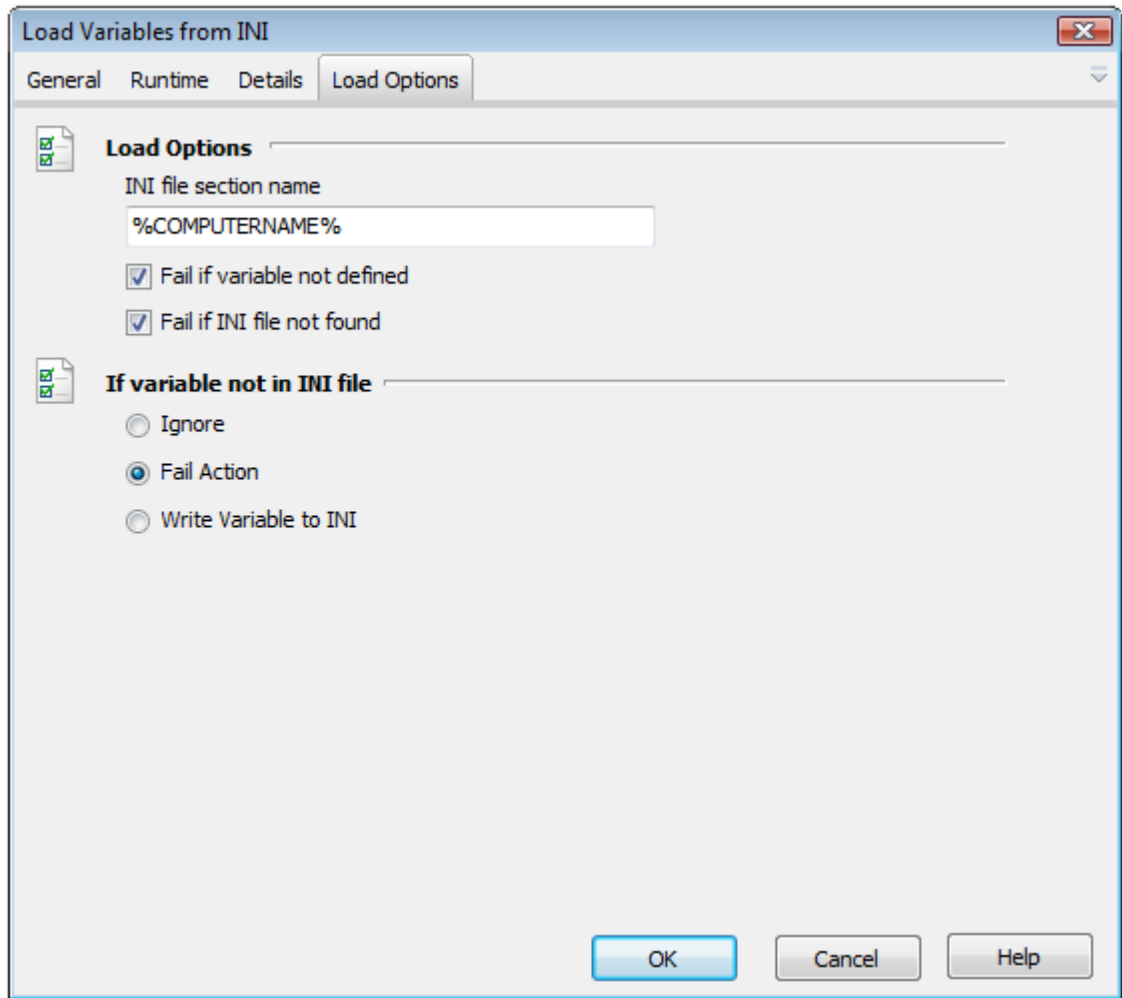 Load Variables from INI
General Runtime Details Load Options
Load Options
INI file section name
%COMPUTERNAME%
Fail if variable not defined
Fail if INI file not found
If variable not in INI file
Ignore
Fail Action
Write Variable to INI
OK Cancel Help